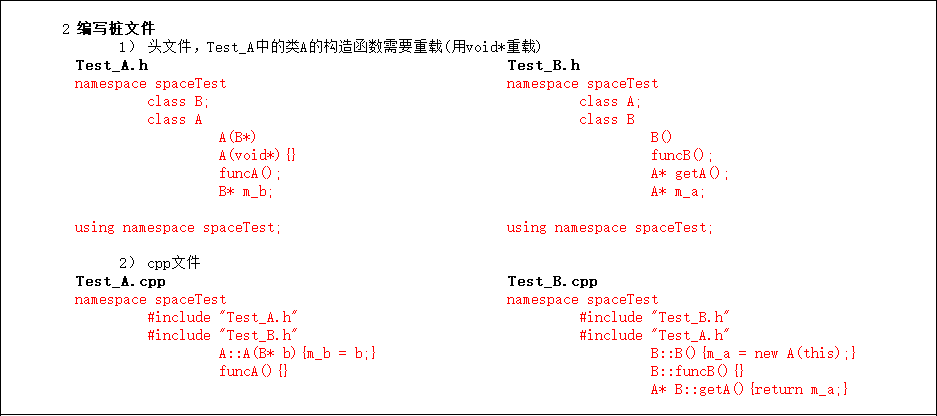 2 编写桩文件
1） 头文件，Test_A中的类A的构造函数需要重载(用void*重载)
Test_A.h
namespace spaceTest
class B;
class A
A(B*)
A(void*){}
funcA();
B* m_b;
using namespace spaceTest;
Test_B.h
namespace spaceTest
class A;
class B
B()
funcB();
A* getA();
A* m_a;
using namespace spaceTest;
2） cpp文件
Test_A.cpp
namespace spaceTest
#include "Test_A.h"
#include "Test_B.h"
A::A(B* b){m_b = b;}
funcA(){}
Test_B.cpp
namespace spaceTest
#include "Test_B.h"
#include "Test_A.h"
B::B(){m_a = new A(this);}
B::funcB(){}
A* B::getA(){return m_a;}